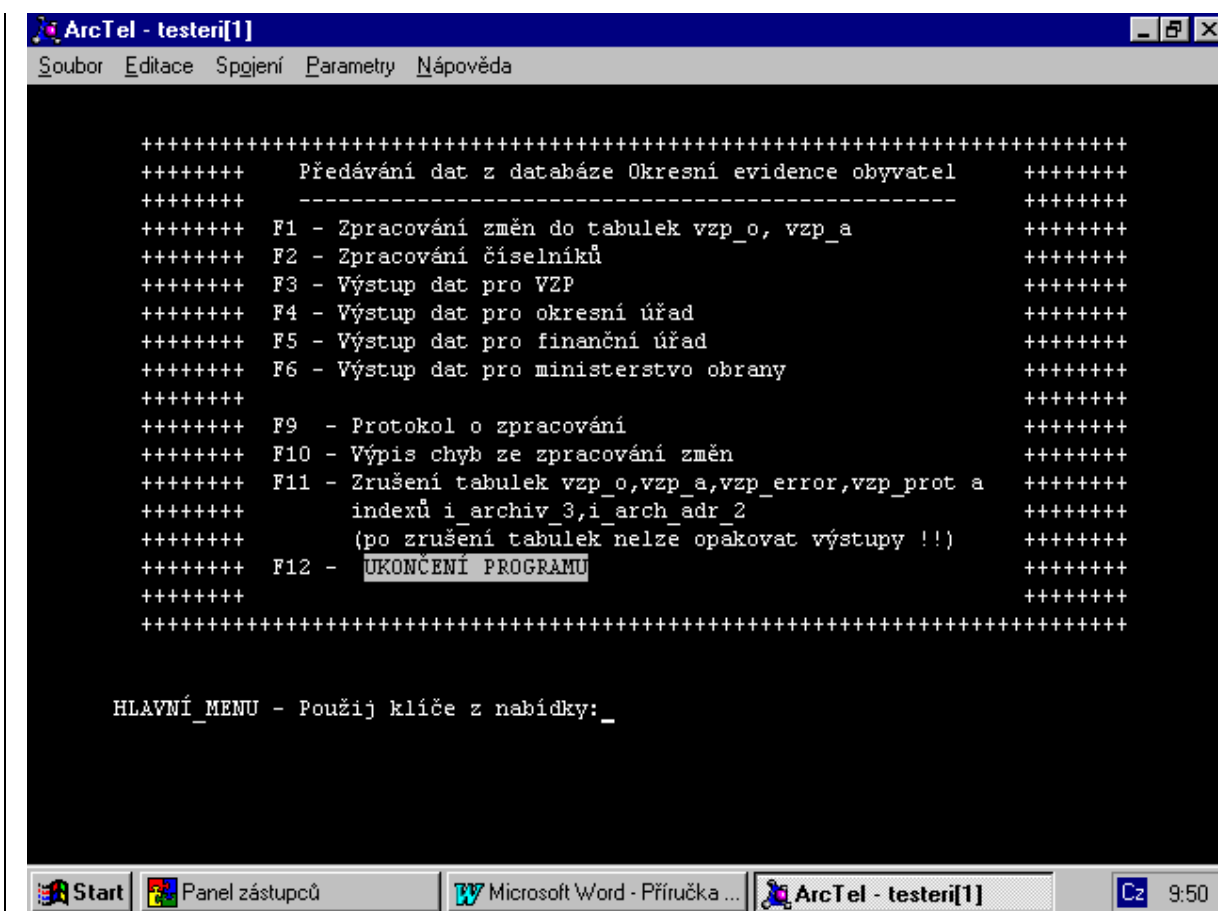 ArcTel - testeri[1]
Soubor Editace Spojení Parametry Nápověda
+++++++++++++++++++++++++++++++++++++++++++++++++++++++++++++++++++++++++++
++++++++ Předávání dat z databáze Okresní evidence obyvatel ++++++++
++++++++ -------------------------------------------------- ++++++++
++++++++ F1 - Zpracování změn do tabulek vzp_o, vzp_a ++++++++
++++++++ F2 - Zpracování číselníků ++++++++
++++++++ F3 - Výstup dat pro VZP ++++++++
++++++++ F4 - Výstup dat pro okresní úřad ++++++++
++++++++ F5 - Výstup dat pro finanční úřad ++++++++
++++++++ F6 - Výstup dat pro ministerstvo obrany ++++++++
++++++++ ++++++++
++++++++ F9 - Protokol o zpracování ++++++++
++++++++ F10 - Výpis chyb ze zpracování změn ++++++++
++++++++ F11 - Zrušení tabulek vzp_o,vzp_a,vzp_error,vzp_prot a ++++++++
++++++++ indexů i_archiv_3,i_arch_adr_2 ++++++++
++++++++ (po zrušení tabulek nelze opakovat výstupy !!) ++++++++
++++++++ F12 - UKONČENÍ PROGRAMU ++++++++
++++++++ ++++++++
+++++++++++++++++++++++++++++++++++++++++++++++++++++++++++++++++++++++++++
HLAVNÍ_MENU - Použij klíče z nabídky:_
Start Panel zástupců Microsoft Word - Příručka ... ArcTel - testeri[1] Cz 9:50